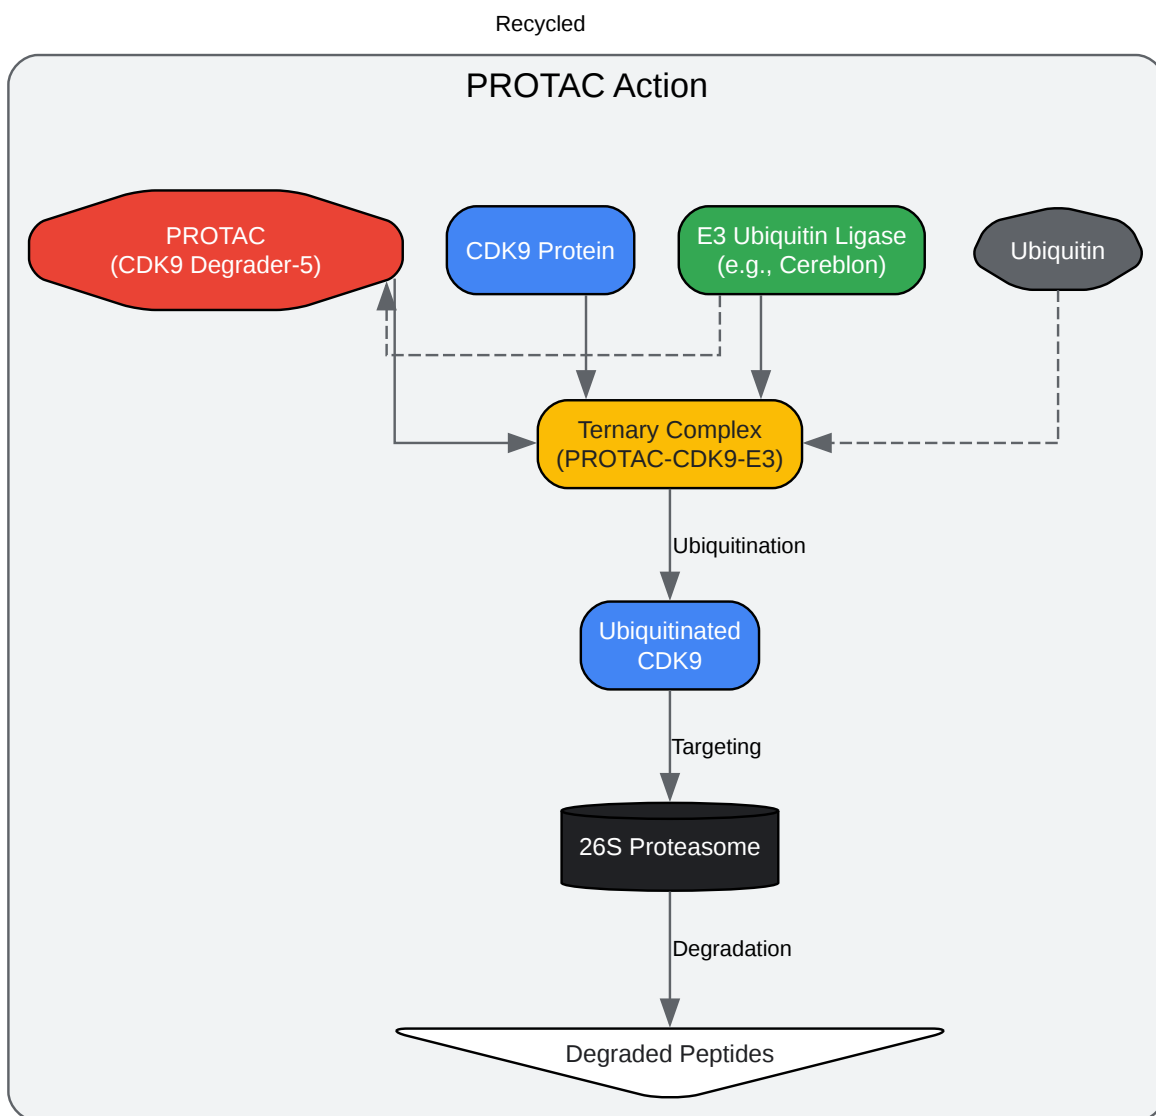 Recycled
PROTAC Action
PROTAC
(CDK9 Degrader-5)
CDK9 Protein
E3 Ubiquitin Ligase
(e.g., Cereblon)
Ubiquitin
Ternary Complex
(PROTAC-CDK9-E3)
Ubiquitination
Ubiquitinated
CDK9
Targeting
26S Proteasome
Degradation
Degraded Peptides